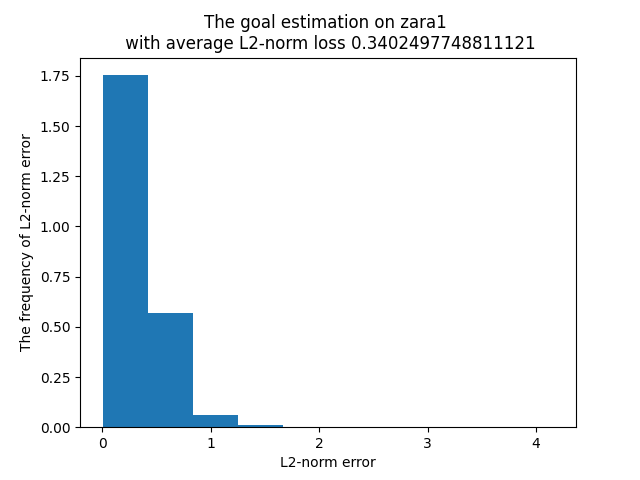 The goal estimation on zara1
with average L2-norm loss 0.3402497748811121
The frequency of L2-norm error
1.75
1.50
1.25
1.00
0.75
0.50
0.25
0.00
0 1 2 3 4
L2-norm error